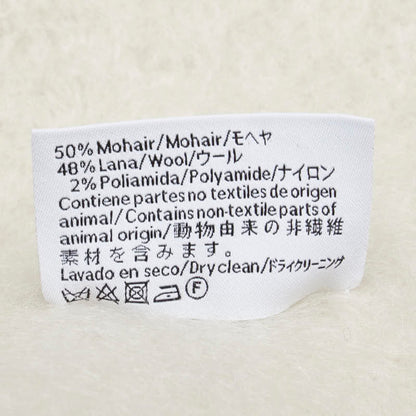 50% Mohair/Mohair/モヘヤ
48% Lana/Wool/ウール
2% Poliamida/Polyamide/ナイロン
Contiene partes no textiles de origen
animal/Contains non-textile parts of
animal origin/動物由来の非繊維
素材を含みます。
Lavado en seco/Dry clean/ドライクリーニング
F